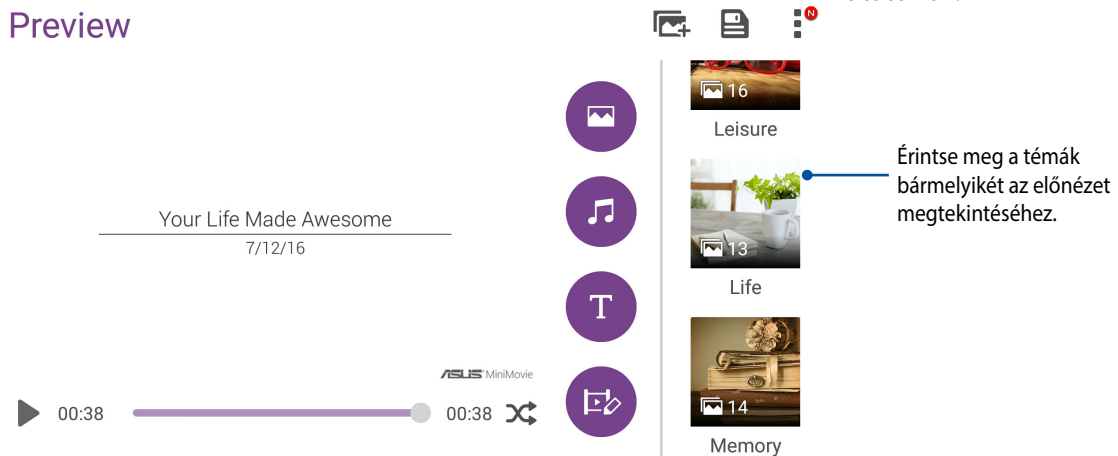 Preview
N
16
Leisure
Érintse meg a témák
bármelyikét az előnézet
megtekintéséhez.
13
Life
14
Memory
Your Life Made Awesome
7/12/16
ASUS MiniMovie
00:38
00:38
T